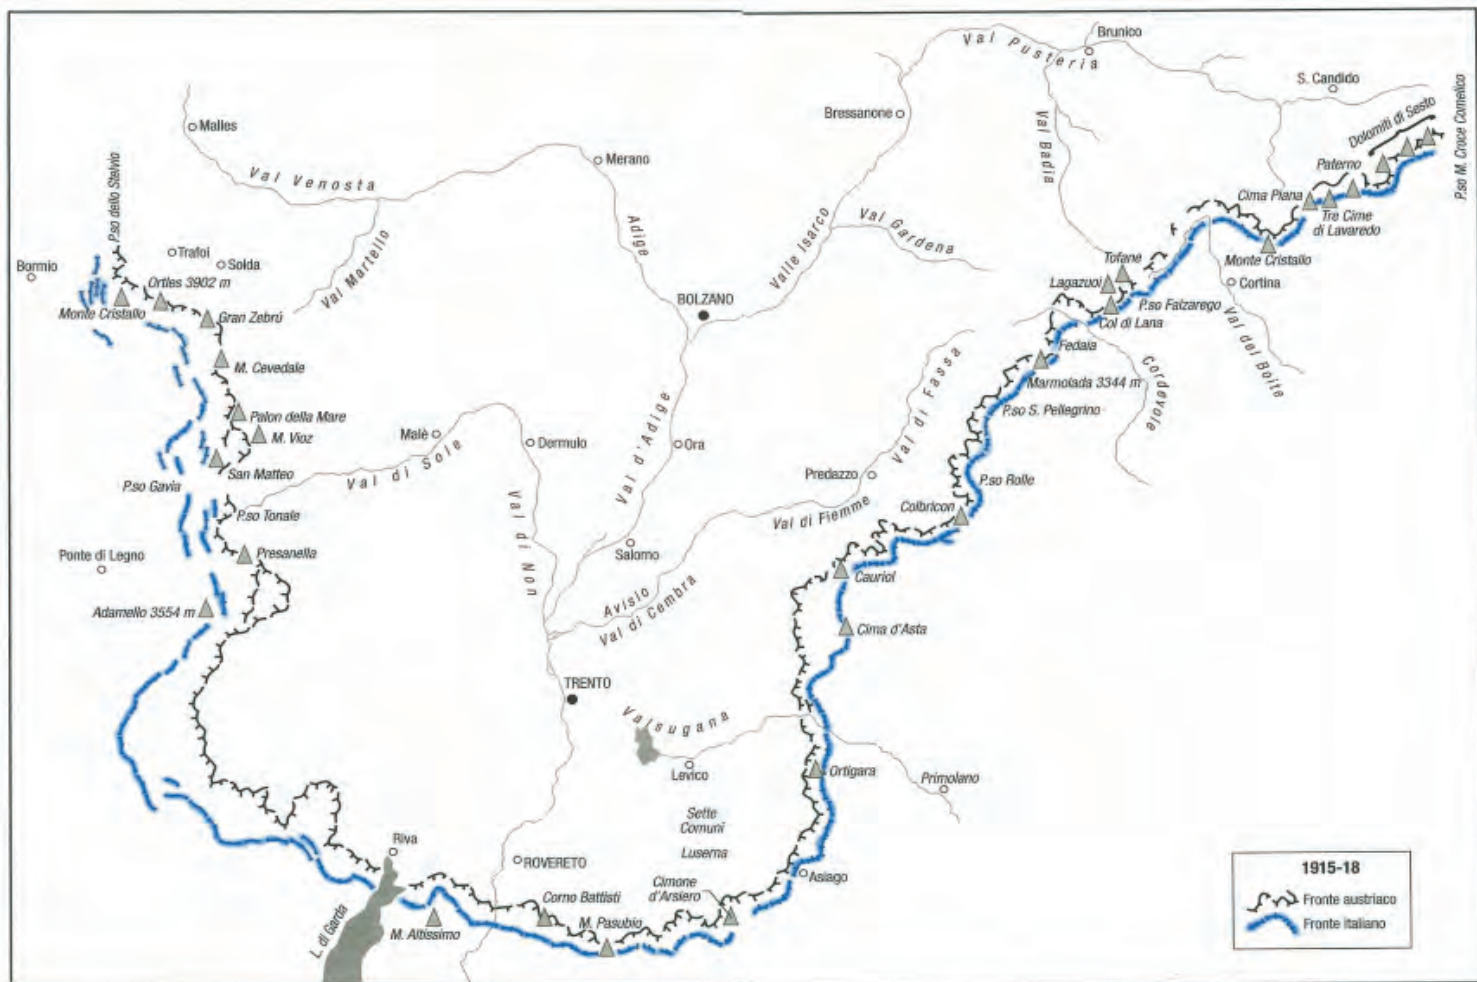 Brunico
Val Pusteria
S. Candido
Dolomiti di Sesto
P.so M. Croce Comelico
Malles
Bressanone
Val Badia
Merano
Paterno
Val Venosta
P.so dello Stelvio
Cima Piana
Tre Cime
di Lavaredo
Adige
Valle Isarco
Val Gardena
Trafoi
Solda
Val Martello
Bormio
Ortles 3902 m
Monte Cristallo
Gran Zebrú
BOLZANO
Tofane
Lagazuoi
Monte Cristallo
Cortina
P.so Falzarego
Col di Lana
Val del Boite
M. Cevedale
Fedaia
Marmolada 3344 m
Cordevole
Val di Fassa
P.so S. Pellegrino
Palon della Mare
M. Vioz
Malè
Dermulo
Val d'Adige
Ora
San Matteo
Val di Sole
Predazzo
P.so Gavia
P.so Rolle
P.so Tonale
Val di Non
Val di Fiemme
Colbricon
Ponte di Legno
Presanella
Salorno
Cauriol
Adamello 3554 m
Avisio
Val di Cembra
Cima d'Asta
TRENTO
Valsugana
Levico
Ortigara
Primolano
Sette
Comuni
Luserna
Riva
ROVERETO
Asiago
Cimone
d'Arsiero
Corno Battisti
M. Pasubio
M. Altissimo
L. di Garda
1915-18
Fronte austriaco
Fronte italiano